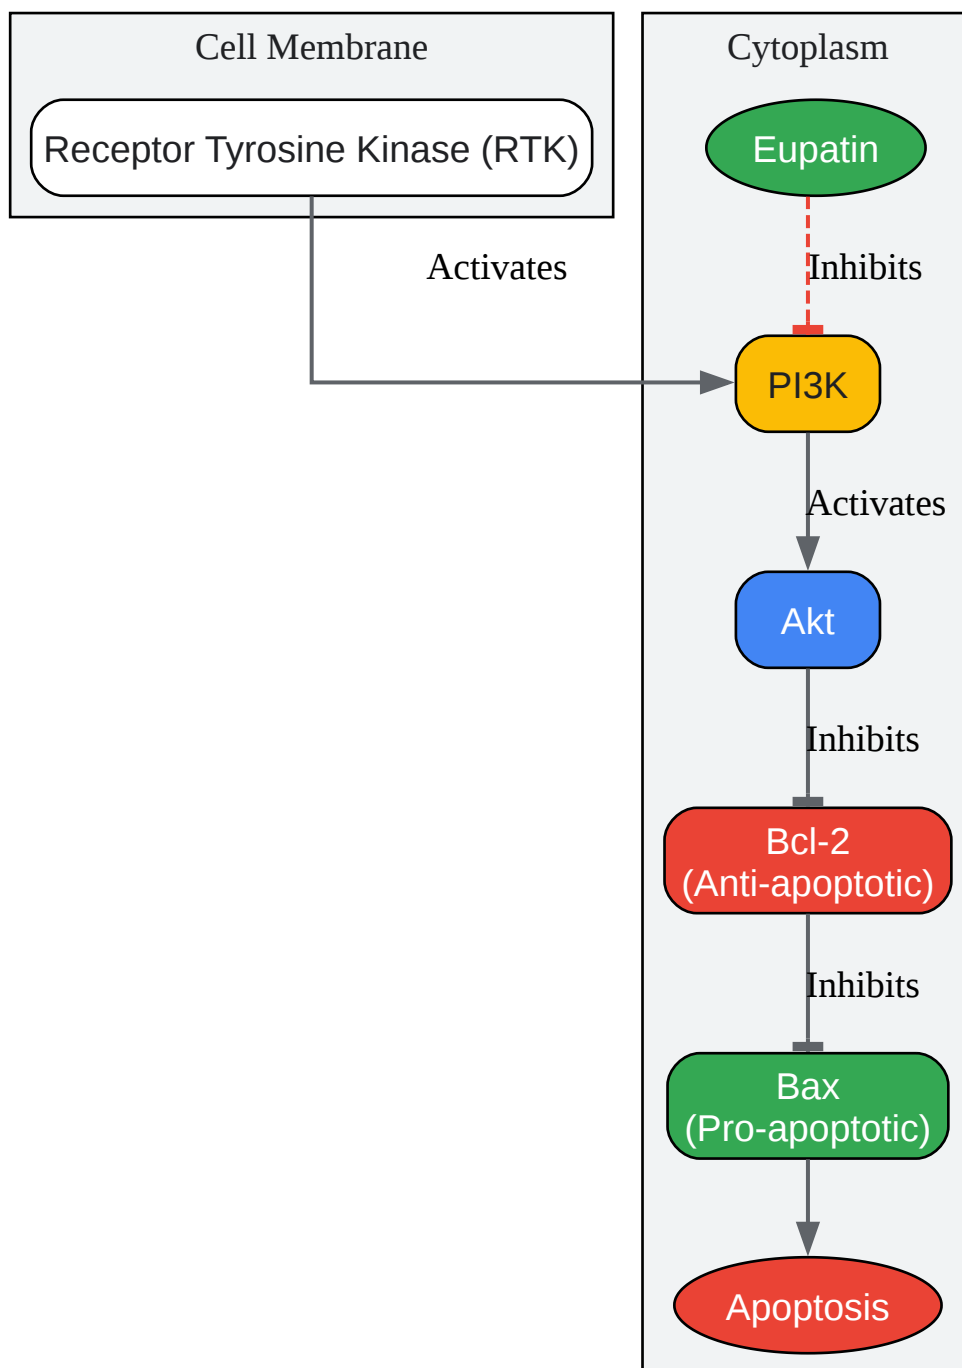 Cell Membrane
Receptor Tyrosine Kinase (RTK)
Activates
Cytoplasm
Eupatin
Inhibits
PI3K
Activates
Akt
Inhibits
Bcl-2
(Anti-apoptotic)
Inhibits
Bax
(Pro-apoptotic)
Apoptosis